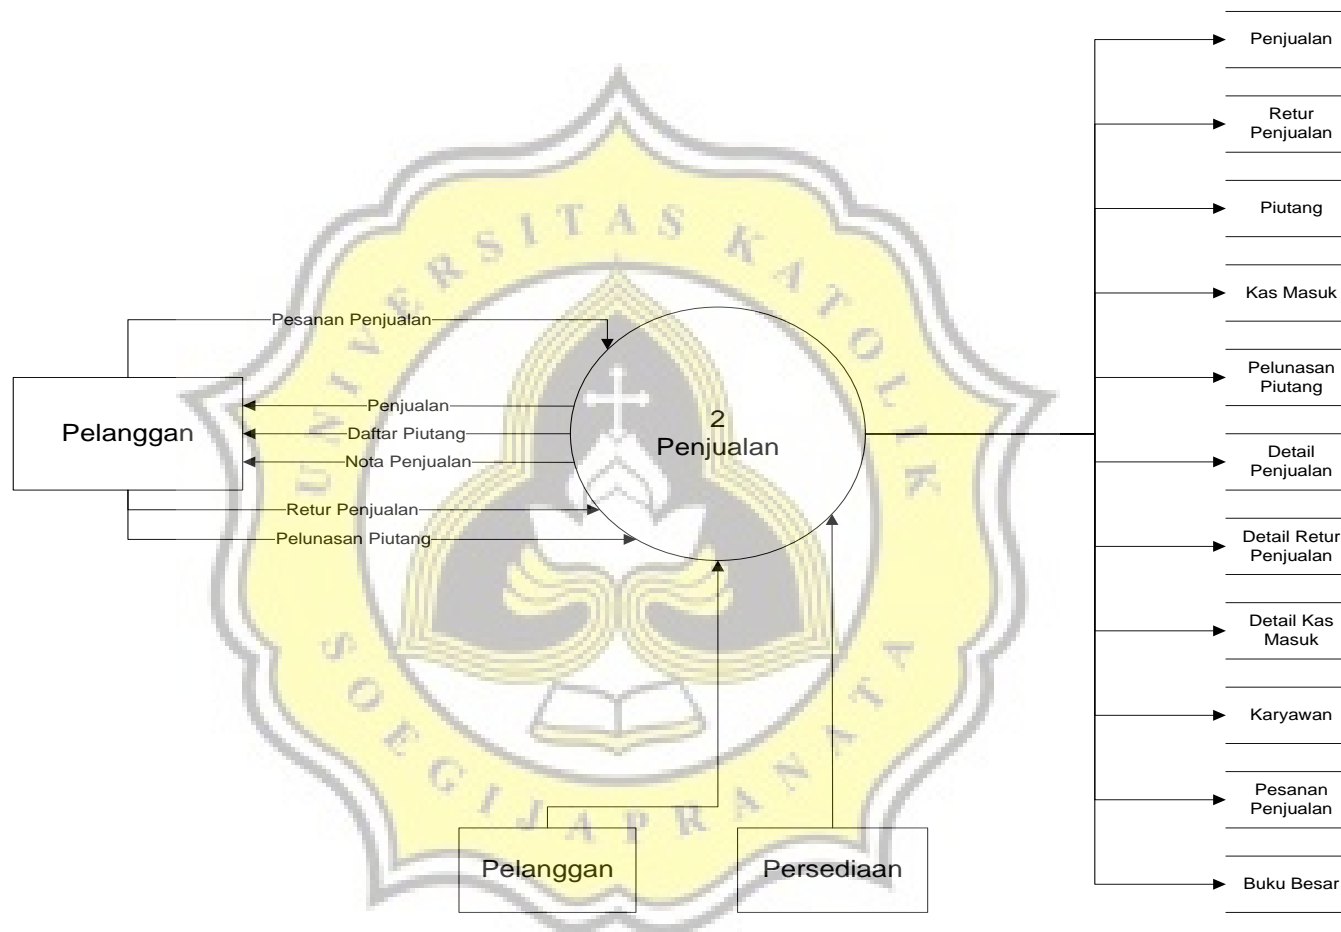 Penjualan
Retur
Penjualan
Piutang
Kas Masuk
Pelunasan
Piutang
Detail
Penjualan
Detail Retur
Penjualan
Detail Kas
Masuk
Karyawan
Pesanan
Penjualan
Buku Besar
Pesanan Penjualan
Pelanggan
Penjualan
Daftar Piutang
Nota Penjualan
Retur Penjualan
Pelunasan Piutang
2
Penjualan
Pelanggan
Persediaan
UNIVERSITAS KATOLIK
SOEGIJAPRANATA